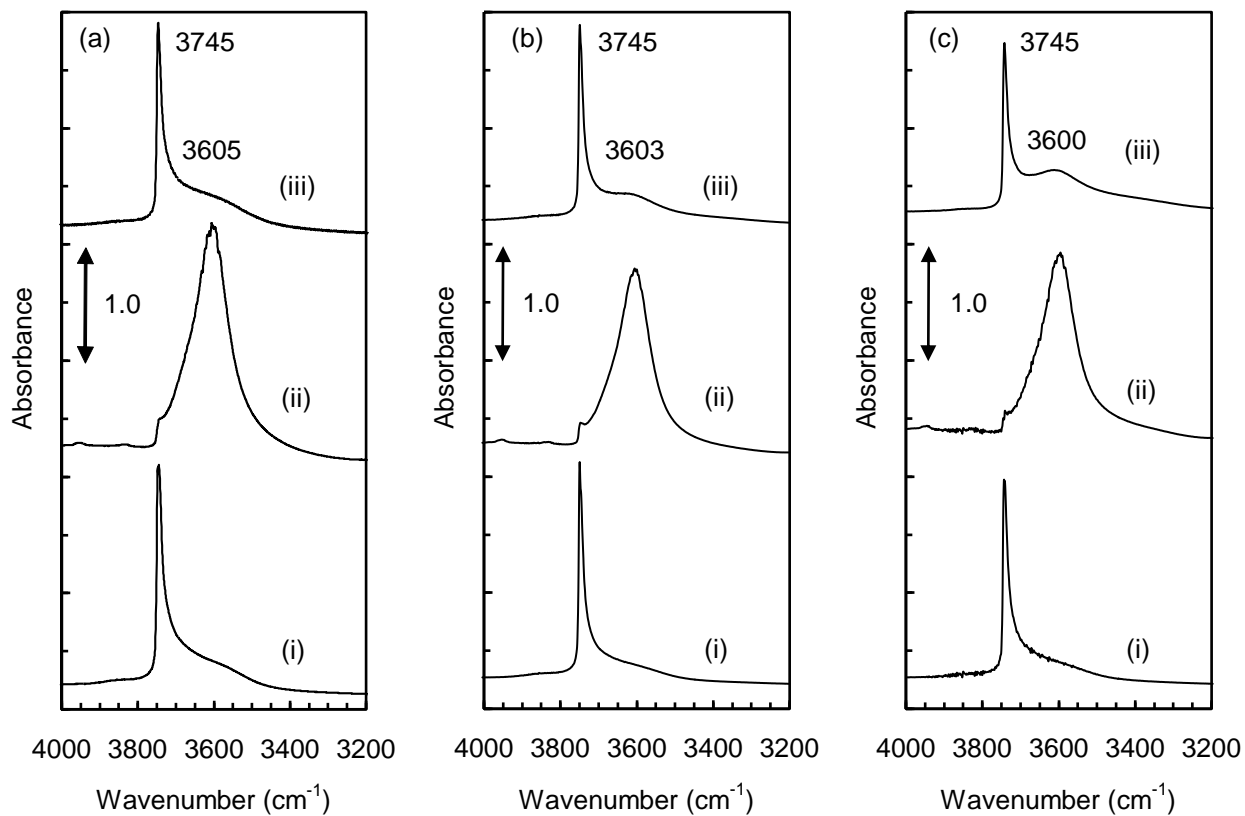 (a)
3745
3605
(iii)
1.0
(ii)
(i)
Absorbance
4000 3800 3600 3400 3200
Wavenumber (cm⁻¹)
(b)
3745
3603
(iii)
1.0
(ii)
(i)
Absorbance
4000 3800 3600 3400 3200
Wavenumber (cm⁻¹)
(c)
3745
3600
(iii)
1.0
(ii)
(i)
Absorbance
4000 3800 3600 3400 3200
Wavenumber (cm⁻¹)